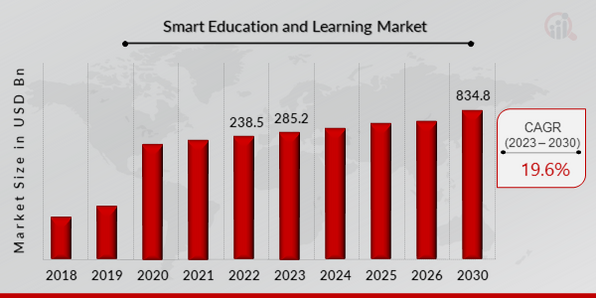 Smart Education and Learning Market
Market Size in USD Bn
238.5
285.2
834.8
CAGR
(2023 – 2030)
19.6%
2018 2019 2020 2021 2022 2023 2024 2025 2026 2030